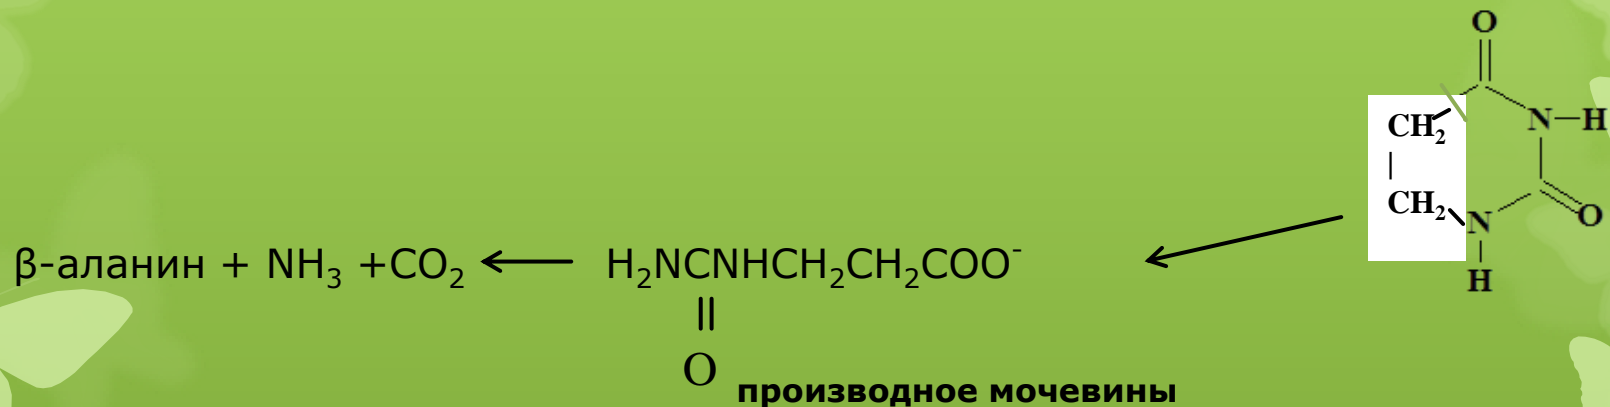 O
CH₂ N—H
CH₂ N O
H
β-аланин + NH₃ +CO₂ ← H₂NCNHCH₂CH₂COO⁻
||
O
производное мочевины